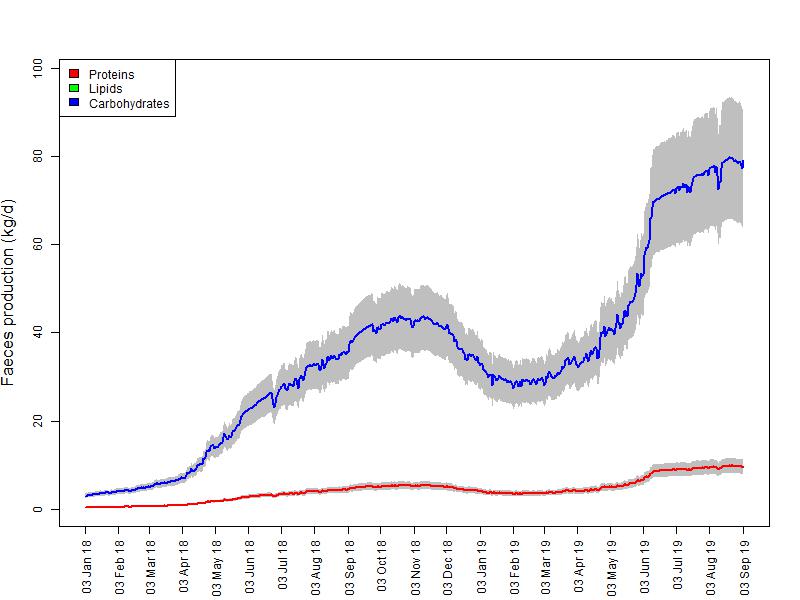 Faeces production (kg/d)
100
80
60
40
20
0
Proteins
Lipids
Carbohydrates
03 Jan 18
03 Feb 18
03 Mar 18
03 Apr 18
03 May 18
03 Jun 18
03 Jul 18
03 Aug 18
03 Sep 18
03 Oct 18
03 Nov 18
03 Dec 18
03 Jan 19
03 Feb 19
03 Mar 19
03 Apr 19
03 May 19
03 Jun 19
03 Jul 19
03 Aug 19
03 Sep 19